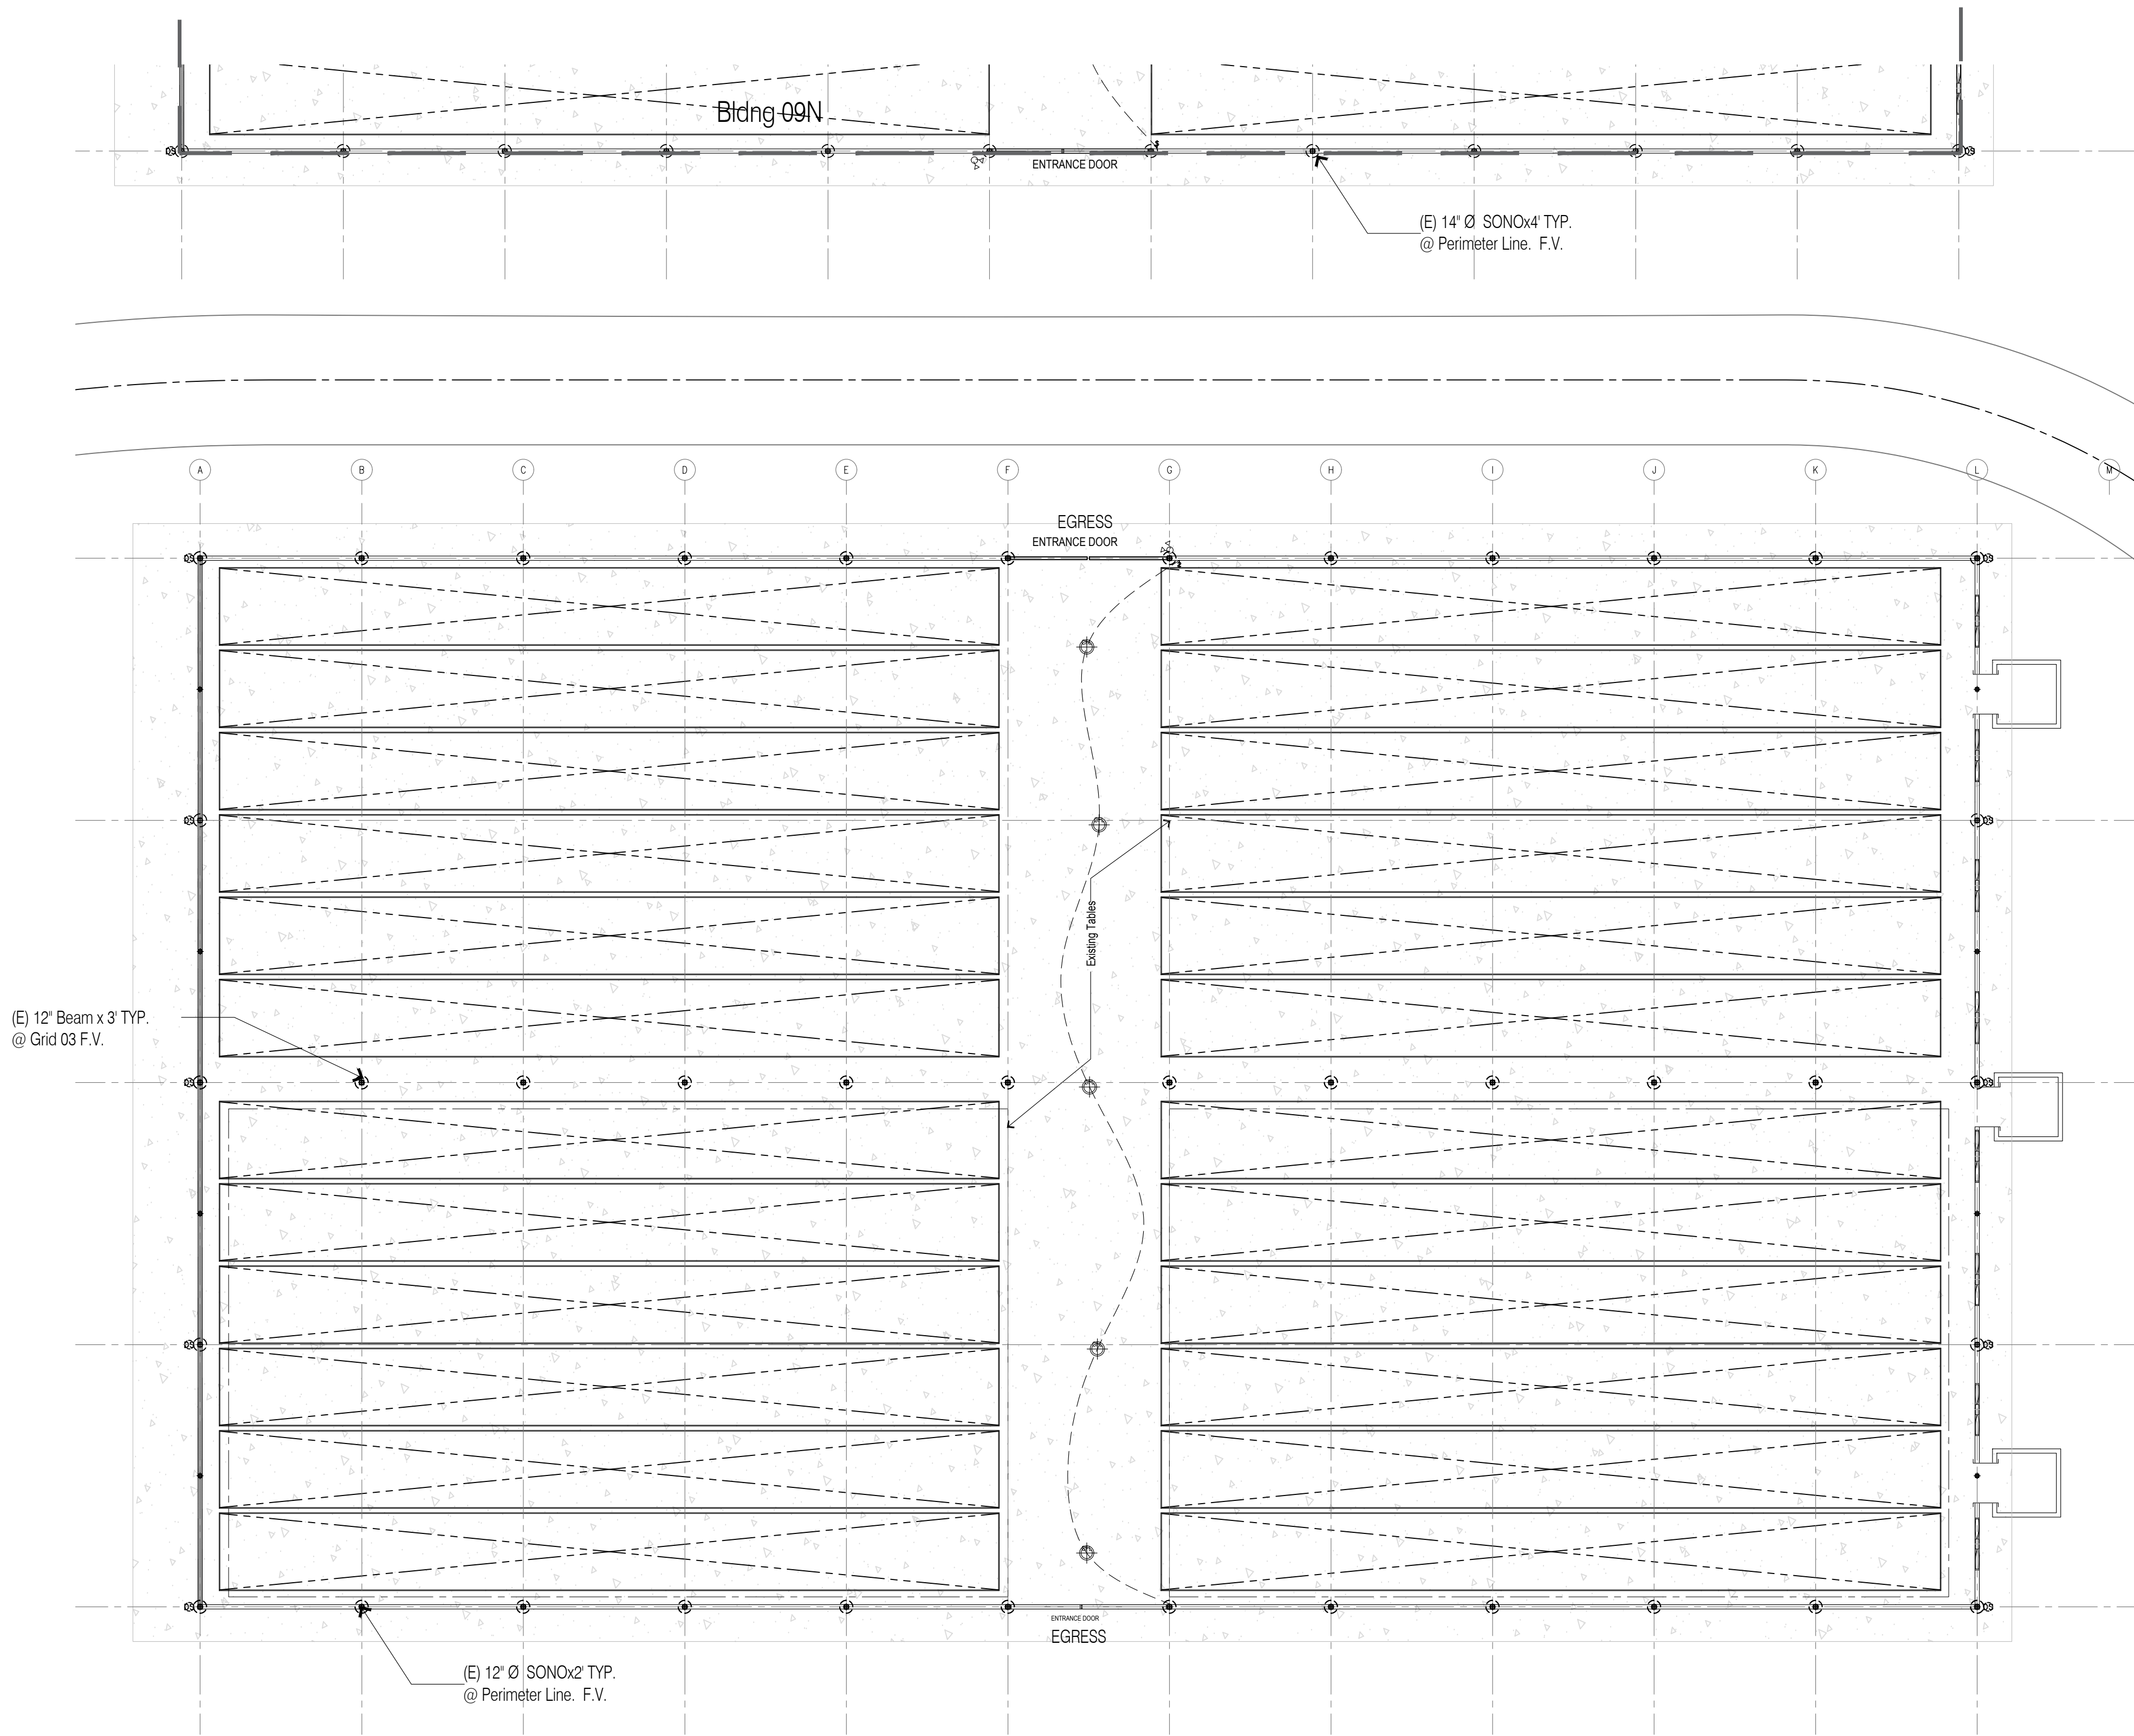 Bldng 09N
ENTRANCE DOOR
(E) 14" Ø SONOx4' TYP.
@ Perimeter Line. F.V.
A
B
C
D
E
F
G
H
I
J
K
L
M
EGRESS
ENTRANCE DOOR
Existing Tables
(E) 12" Beam x 3' TYP.
@ Grid 03 F.V.
ENTRANCE DOOR
EGRESS
(E) 12" Ø SONOx2' TYP.
@ Perimeter Line. F.V.